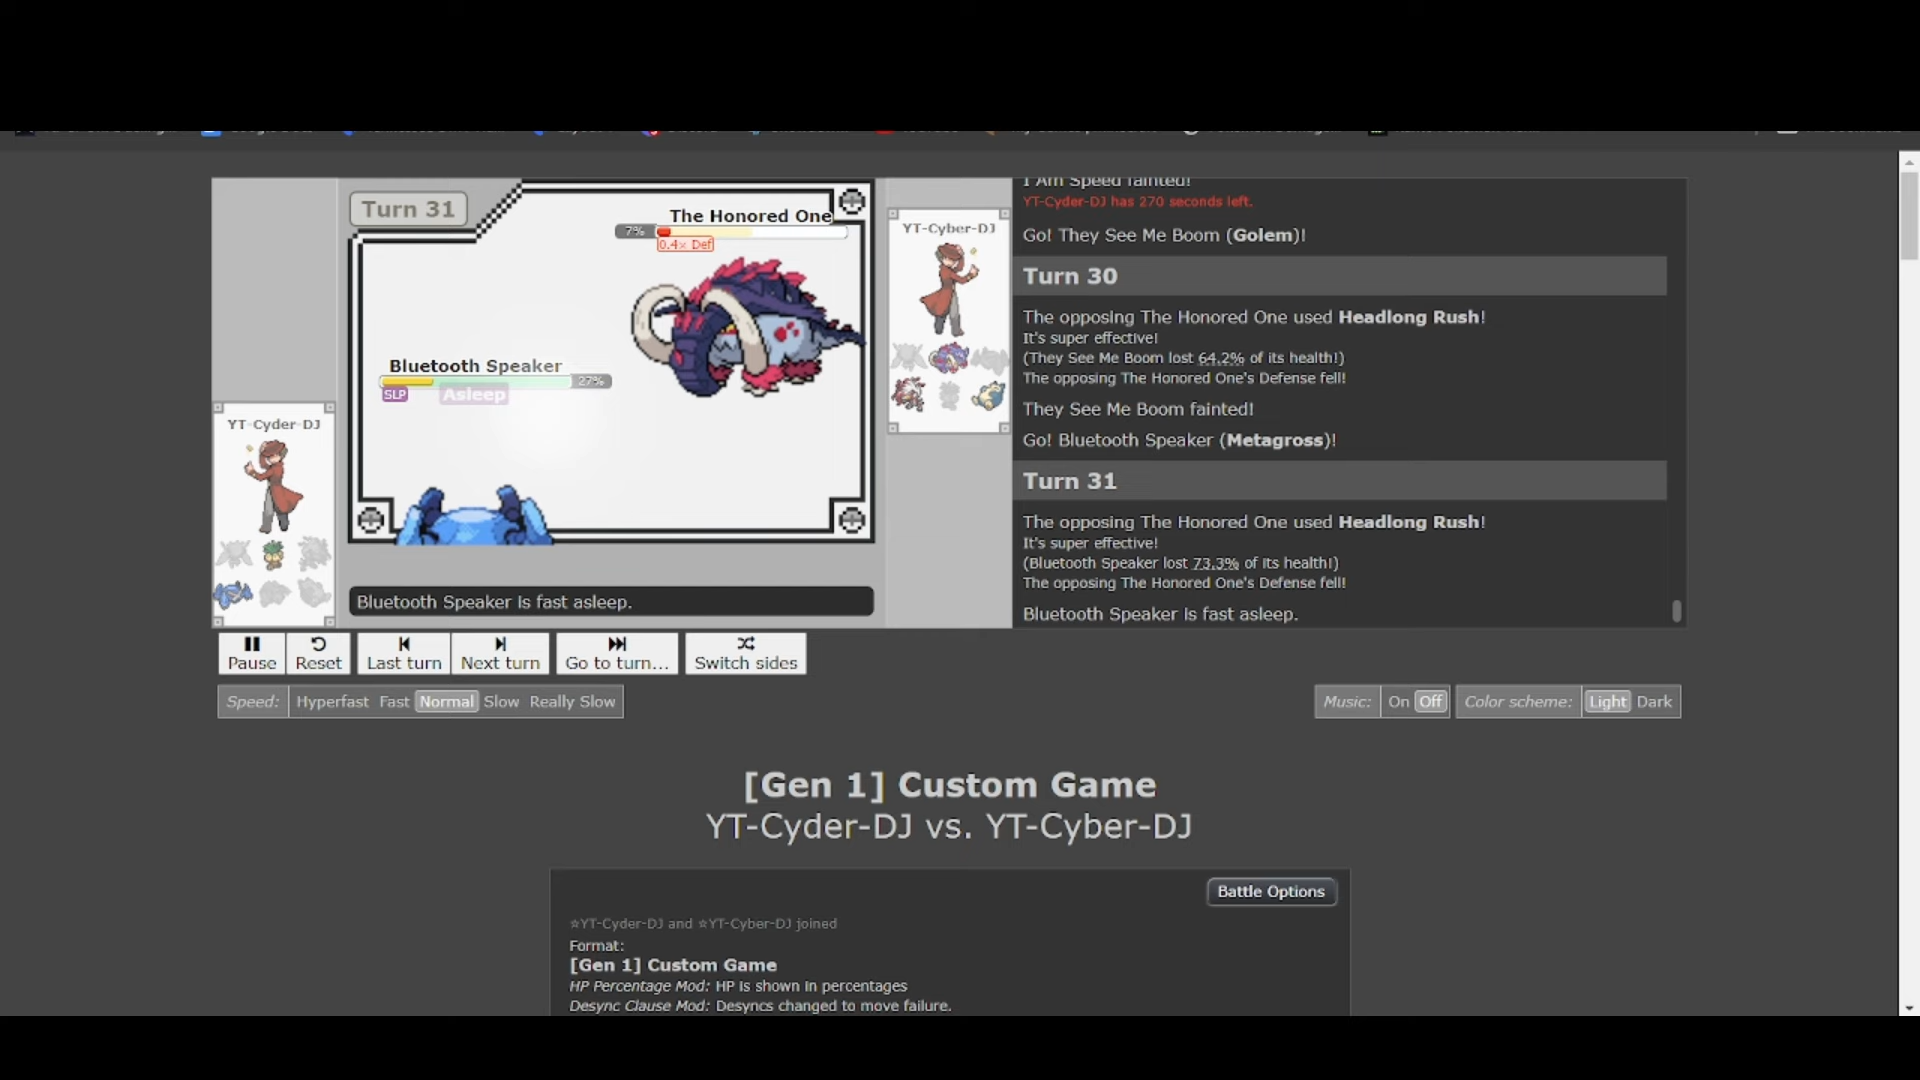 Turn 31
The Honored One
7%
0.4× Def
Bluetooth Speaker
27%
SLP
Asleep
YT-Cyder-DJ
Bluetooth Speaker is fast asleep.
YT-Cyber-DJ
I Am Speed fainted!
YT-Cyber-DJ has 270 seconds left.
Go! They See Me Boom (Golem)!
Turn 30
The opposing The Honored One used Headlong Rush!
It's super effective!
(They See Me Boom lost 64.2% of its health!)
The opposing The Honored One's Defense fell!
They See Me Boom fainted!
Go! Bluetooth Speaker (Metagross)!
Turn 31
The opposing The Honored One used Headlong Rush!
It's super effective!
(Bluetooth Speaker lost 73.3% of its health!)
The opposing The Honored One's Defense fell!
Bluetooth Speaker is fast asleep.
Pause
Reset
Last turn
Next turn
Go to turn...
Switch sides
Speed: Hyperfast Fast Normal Slow Really Slow
Music: On Off
Color scheme: Light Dark
[Gen 1] Custom Game
YT-Cyder-DJ vs. YT-Cyber-DJ
Battle Options
☆YT-Cyder-DJ and ☆YT-Cyber-DJ joined
Format:
[Gen 1] Custom Game
HP Percentage Mod: HP is shown in percentages
Desync Clause Mod: Desyncs changed to move failure.